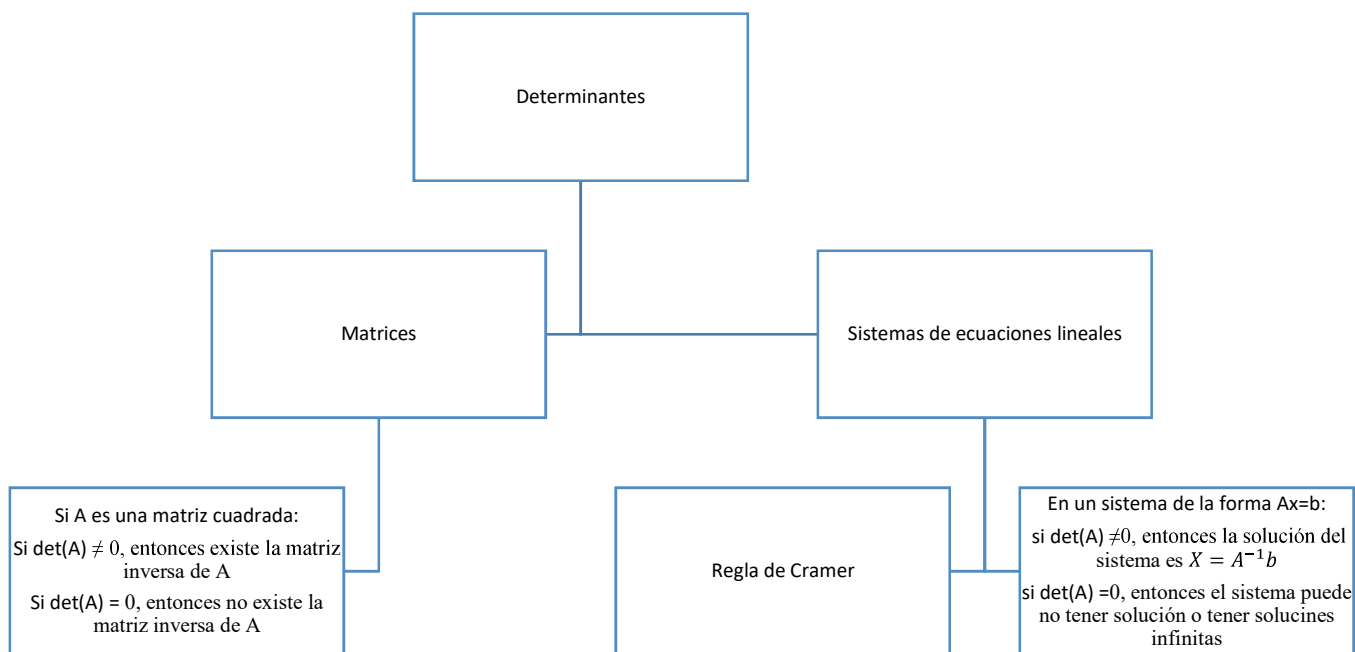 Determinantes
Matrices
Sistemas de ecuaciones lineales
Si A es una matriz cuadrada:
Si det(A) ≠ 0, entonces existe la matriz
inversa de A
Si det(A) = 0, entonces no existe la
matriz inversa de A
Regla de Cramer
En un sistema de la forma Ax=b:
si det(A) ≠0, entonces la solución del
sistema es X = A⁻¹b
si det(A) =0, entonces el sistema puede
no tener solución o tener solucines
infinitas